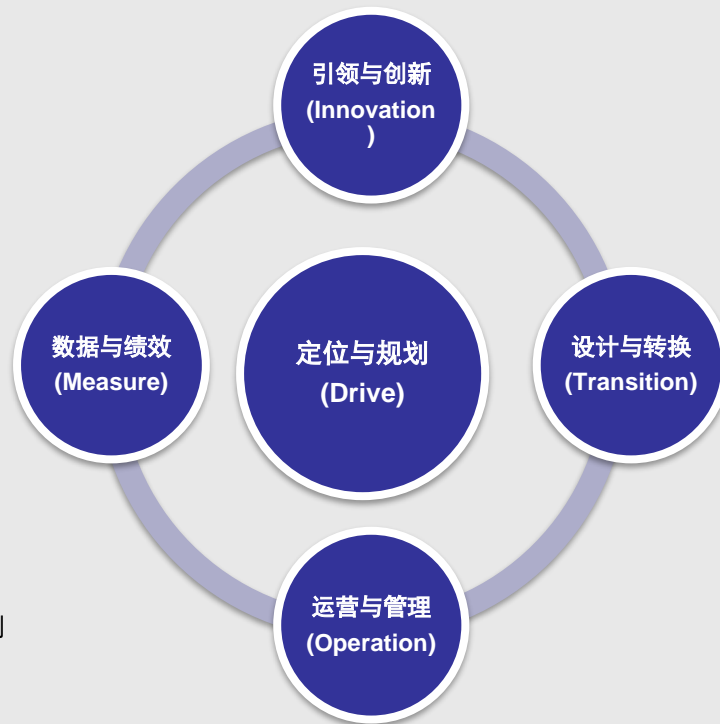 引领与创新
(Innovation
)
数据与绩效
(Measure)
定位与规划
(Drive)
设计与转换
(Transition)
运营与管理
(Operation)